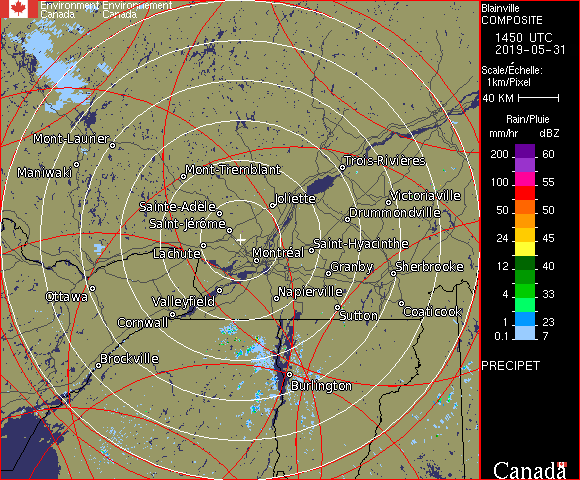 Environment Environnement
Canada Canada
Blainville
COMPOSITE
1450 UTC
2019-05-31
Scale/Échelle:
1km/Pixel
40 KM
Rain/Pluie
mm/hr dBZ
200 60
100 55
50 50
24 45
12 40
4 33
1 23
0.1 7
PRECIPET
Canada
Mont-Laurier
Maniwaki
Mont-Tremblant
Trois-Rivières
Joliette
Victoriaville
Sainte-Adèle
Drummondville
Saint-Jérôme
Saint-Hyacinthe
Lachute
Montréal
Granby
Sherbrooke
Ottawa
Valleyfield
Napierville
Cornwall
Sutton
Coaticook
Brockville
Burlington